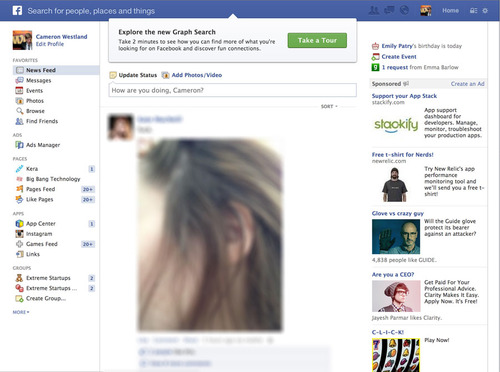 Search for people, places and things
Home
Cameron Westland
Edit Profile
FAVORITES
News Feed
Messages
Events
Photos
Browse
Find Friends
ADS
Ads Manager
PAGES
Kera 1
Big Bang Technology
Pages Feed 20+
Like Pages 20+
APPS
App Center 1
Instagram
Games Feed 20+
Links
GROUPS
Extreme Startups 2
Extreme Startups ... 2
Create Group...
MORE
Explore the new Graph Search
Take 2 minutes to see how you can find more of what you're
looking for on Facebook and discover fun connections.
Take a Tour
Update Status Add Photos/Video
How are you doing, Cameron?
SORT
Emily Patry's birthday is today
Create Event
9 1 request from Emma Barlow
Sponsored Create an Ad
Support your App Stack
stackify.com
stackify
App support
dashboard for
developers. Manage,
monitor, troubleshoot
your production apps.
Free t-shirt for Nerds!
newrelic.com
Try New Relic's app
performance
monitoring tool and
we'll send you a free t-
shirt!
Glove vs crazy guy
Will the Guide glove
protect its bearer
against an attacker?
4,838 people like GUIDE.
Are you a CEO?
Get Paid For Your
Professional Advice.
Clarity Makes It Easy.
Apply Now. It's Free!
Jayesh Parmar likes Clarity.
C-L-I-C-K!
Play Now!